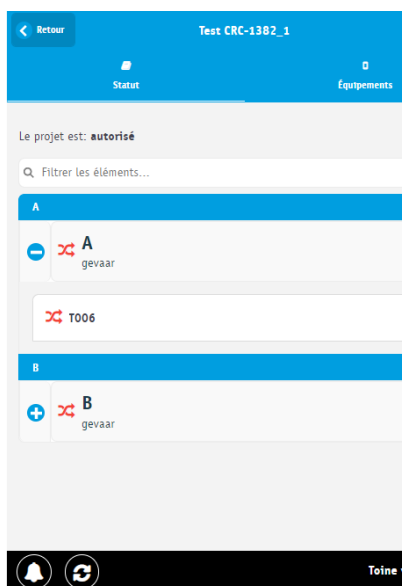 Retour
Test CRC-1382_1
Statut
Équipements
Le projet est: autorisé
Filtrer les éléments...
A
A
gevaar
T006
B
B
gevaar
Toine